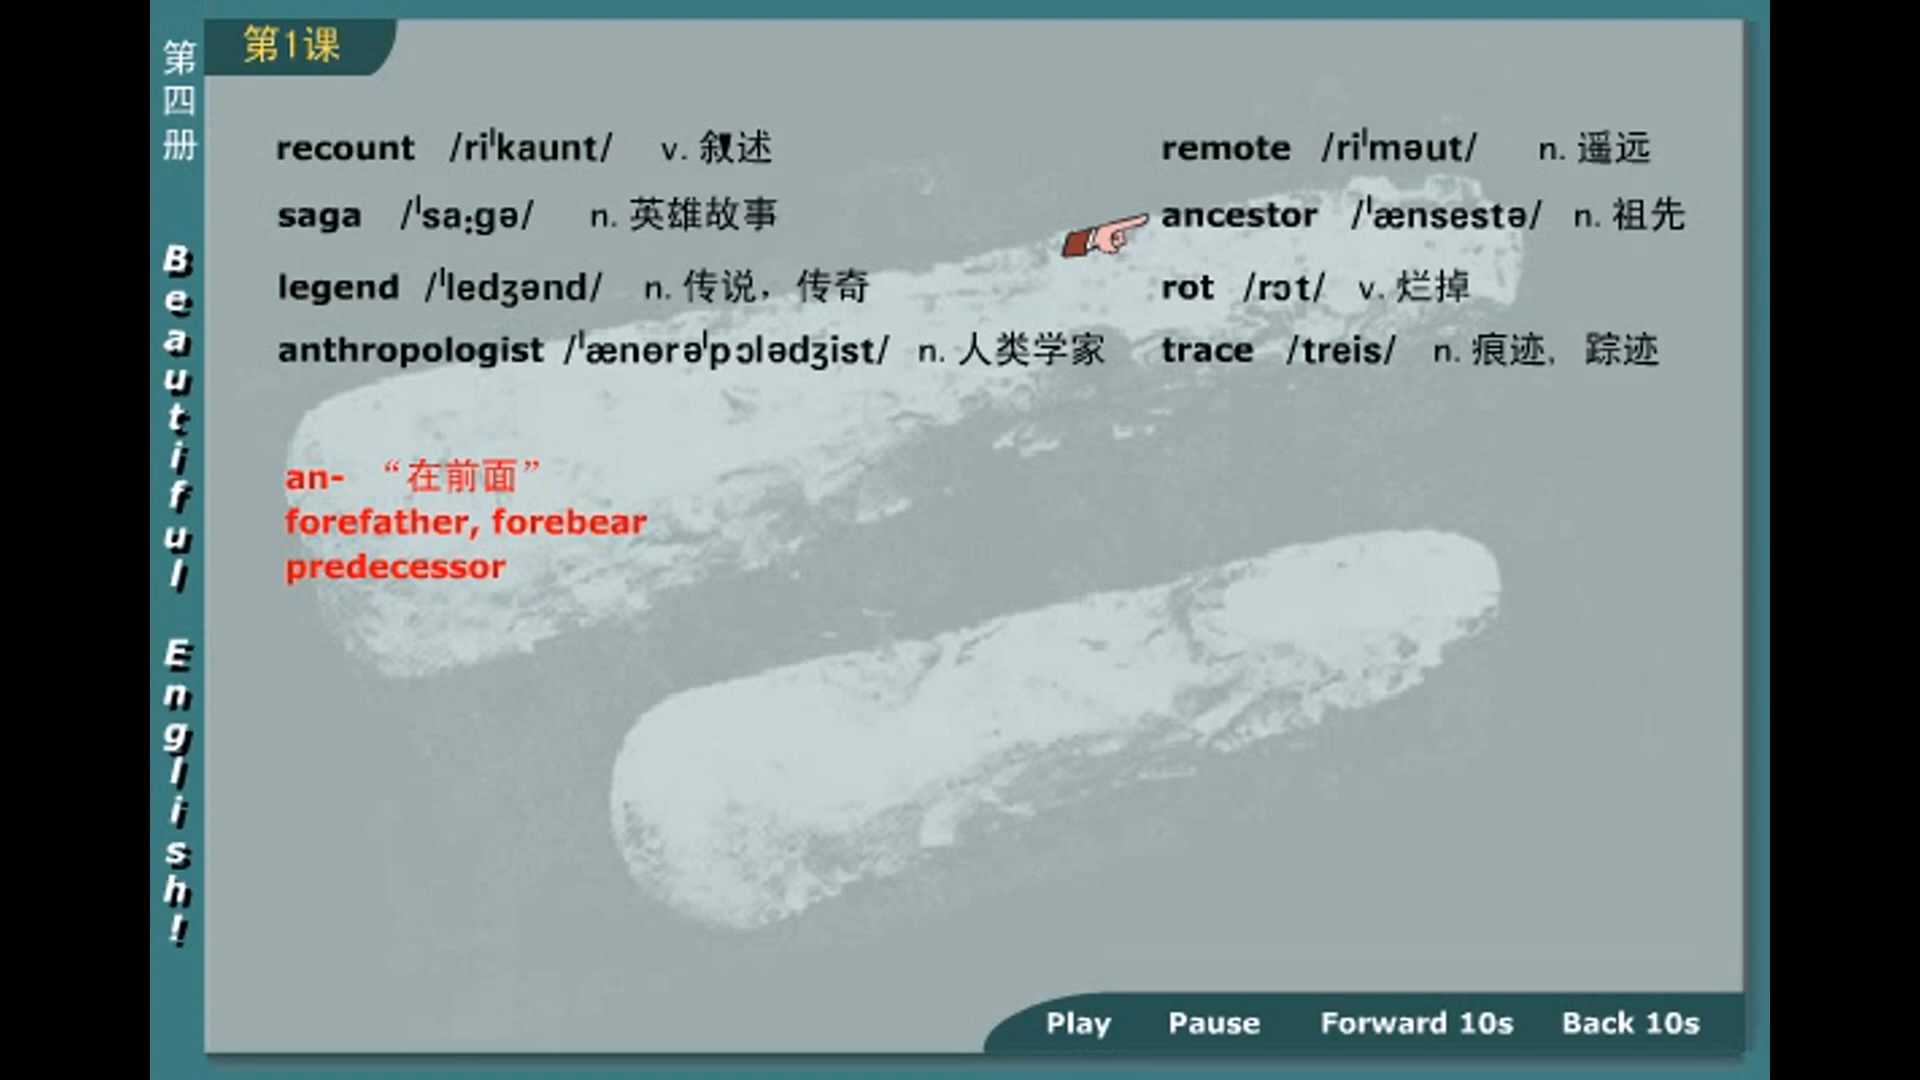 第四册 Beautiful English!
第1课
recount /riˈkaunt/ v. 叙述
saga /ˈsa:gə/ n. 英雄故事
legend /ˈledʒənd/ n. 传说，传奇
anthropologist /ˈænɵrəˈpɔlədʒist/ n. 人类学家
remote /riˈməut/ n. 遥远
ancestor /ˈænsestə/ n. 祖先
rot /rɔt/ v. 烂掉
trace /treis/ n. 痕迹，踪迹
an- “在前面”
forefather, forebear
predecessor
Play Pause Forward 10s Back 10s